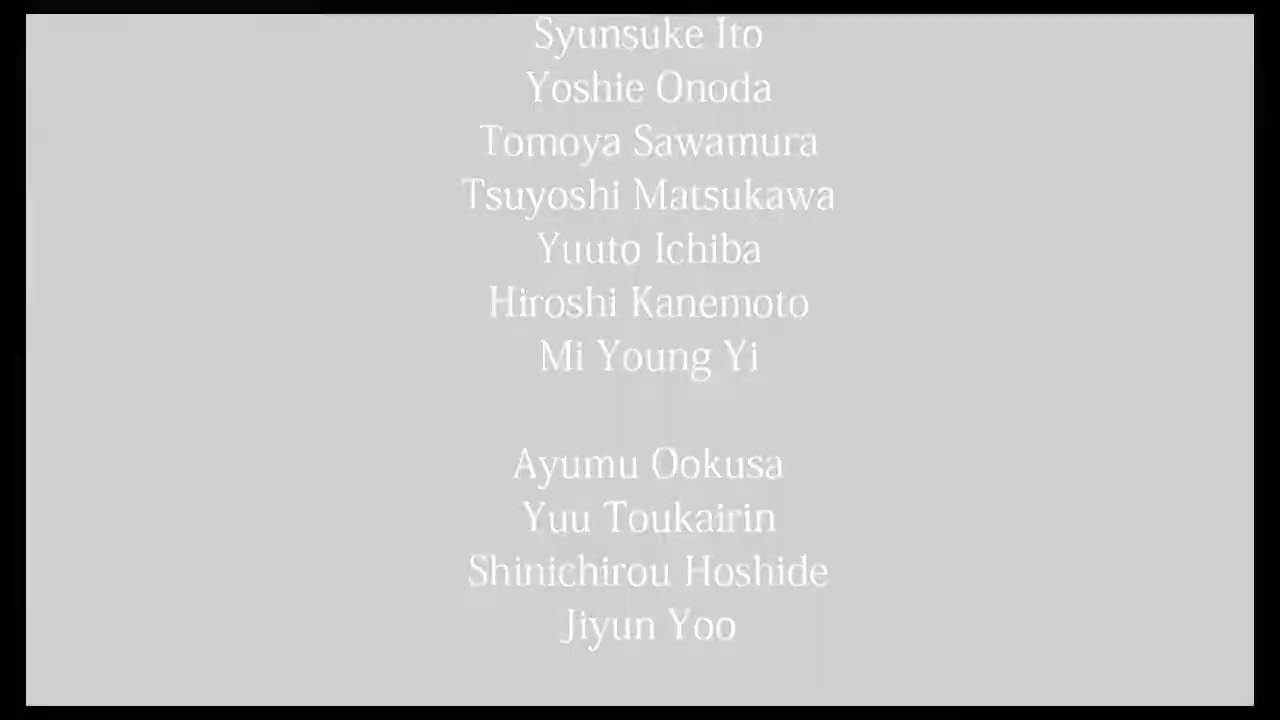 Syunsuke Ito
Yoshie Onoda
Tomoya Sawamura
Tsuyoshi Matsukawa
Yuuto Ichiba
Hiroshi Kanemoto
Mi Young Yi
Ayumu Ookusa
Yuu Toukairin
Shinichirou Hoshide
Jiyun Yoo